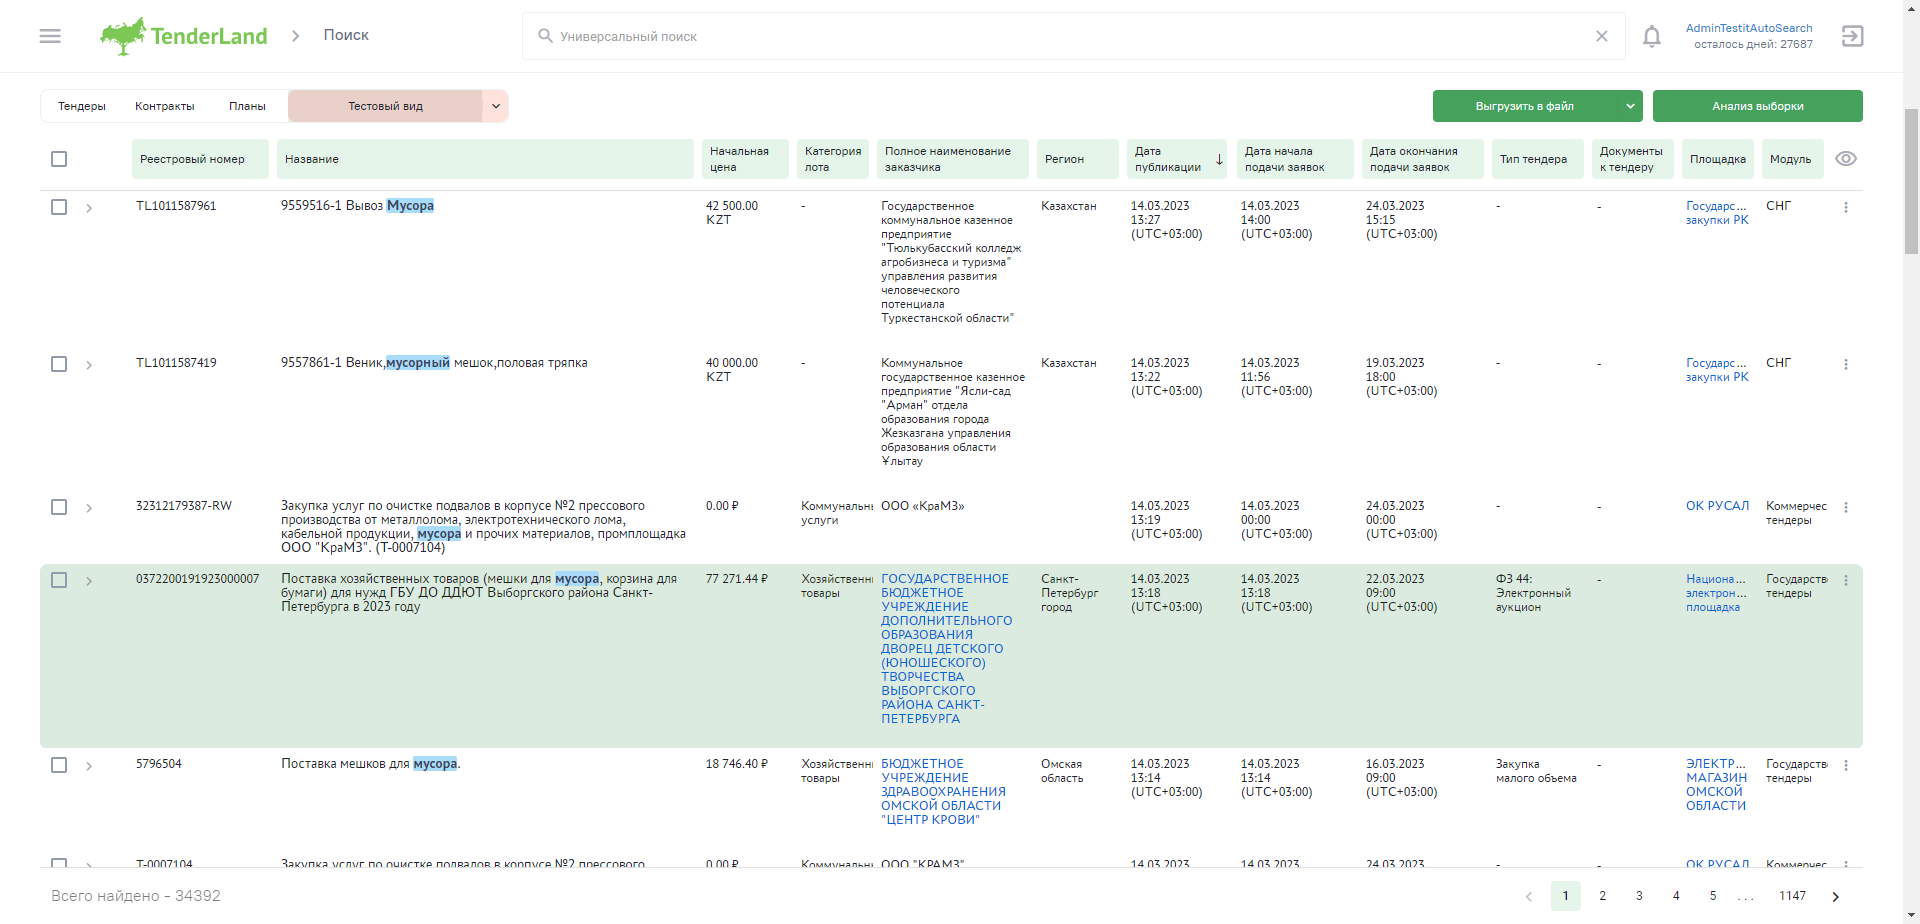 TenderLand
Поиск
Универсальный поиск
AdminTestitAutoSearch
осталось дней: 27687
Тендеры
Контракты
Планы
Тестовый вид
Выгрузить в файл
Анализ выборки
Реестровый номер
Название
Начальная
цена
Категория
лота
Полное наименование
заказчика
Регион
Дата
публикации
Дата начала
подачи заявок
Дата окончания
подачи заявок
Тип тендера
Документы
к тендеру
Площадка
Модуль
TL1011587961
9559516-1 Вывоз Мусора
42 500.00
KZT
-
Государственное
коммунальное казенное
предприятие
"Тюлькубасский колледж
агробизнеса и туризма"
управления развития
человеческого
потенциала
Туркестанской области"
Казахстан
14.03.2023
13:27
(UTC+03:00)
14.03.2023
14:00
(UTC+03:00)
24.03.2023
15:15
(UTC+03:00)
-
-
Государс...
закупки РК
СНГ
TL1011587419
9557861-1 Веник,мусорный мешок,половая тряпка
40 000.00
KZT
-
Коммунальное
государственное казенное
предприятие "Ясли-сад
"Арман" отдела
образования города
Жезказгана управления
образования области
Ұлытау
Казахстан
14.03.2023
13:22
(UTC+03:00)
14.03.2023
11:56
(UTC+03:00)
19.03.2023
18:00
(UTC+03:00)
-
-
Государс...
закупки РК
СНГ
32312179387-RW
Закупка услуг по очистке подвалов в корпусе №2 прессового
производства от металлолома, электротехнического лома,
кабельной продукции, мусора и прочих материалов, промплощадка
ООО "КраМЗ". (Т-0007104)
0.00 ₽
Коммунальн
услуги
ООО «КраМЗ»
14.03.2023
13:19
(UTC+03:00)
14.03.2023
00:00
(UTC+03:00)
24.03.2023
00:00
(UTC+03:00)
-
-
ОК РУСАЛ
Коммерчес
тендеры
0372200191923000007
Поставка хозяйственных товаров (мешки для мусора, корзина для
бумаги) для нужд ГБУ ДО ДДЮТ Выборгского района Санкт-
Петербурга в 2023 году
77 271.44 ₽
Хозяйственн
товары
ГОСУДАРСТВЕННОЕ
БЮДЖЕТНОЕ
УЧРЕЖДЕНИЕ
ДОПОЛНИТЕЛЬНОГО
ОБРАЗОВАНИЯ
ДВОРЕЦ ДЕТСКОГО
(ЮНОШЕСКОГО)
ТВОРЧЕСТВА
ВЫБОРГСКОГО
РАЙОНА САНКТ-
ПЕТЕРБУРГА
Санкт-
Петербург
город
14.03.2023
13:18
(UTC+03:00)
14.03.2023
13:18
(UTC+03:00)
22.03.2023
09:00
(UTC+03:00)
ФЗ 44:
Электронный
аукцион
-
Национа...
электрон...
площадка
Государств
тендеры
5796504
Поставка мешков для мусора.
18 746.40 ₽
Хозяйственн
товары
БЮДЖЕТНОЕ
УЧРЕЖДЕНИЕ
ЗДРАВООХРАНЕНИЯ
ОМСКОЙ ОБЛАСТИ
"ЦЕНТР КРОВИ"
Омская
область
14.03.2023
13:14
(UTC+03:00)
14.03.2023
13:14
(UTC+03:00)
16.03.2023
09:00
(UTC+03:00)
Закупка
малого объема
-
ЭЛЕКТР...
МАГАЗИН
ОМСКОЙ
ОБЛАСТИ
Государств
тендеры
Т-0007104
Закупка услуг по очистке подвалов в корпусе №2 прессового
0.00 ₽
Коммунальн
ООО "КРАМЗ"
14.03.2023
14.03.2023
24.03.2023
-
-
ОК РУСАЛ
Коммерчес
Всего найдено - 34392
1 2 3 4 5 ... 1147